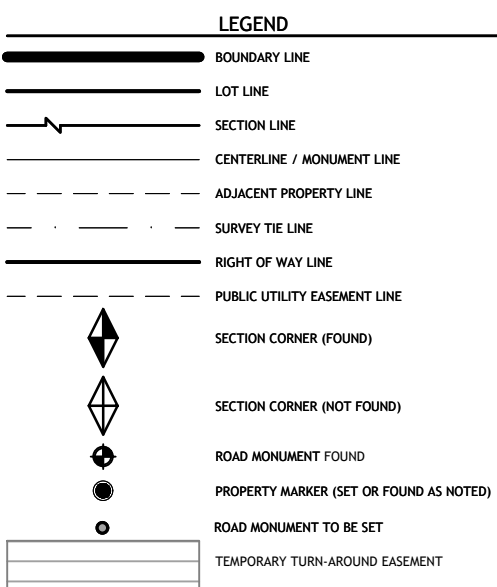 LEGEND
BOUNDARY LINE
LOT LINE
SECTION LINE
CENTERLINE / MONUMENT LINE
ADJACENT PROPERTY LINE
SURVEY TIE LINE
RIGHT OF WAY LINE
PUBLIC UTILITY EASEMENT LINE
SECTION CORNER (FOUND)
SECTION CORNER (NOT FOUND)
ROAD MONUMENT FOUND
PROPERTY MARKER (SET OR FOUND AS NOTED)
ROAD MONUMENT TO BE SET
TEMPORARY TURN-AROUND EASEMENT